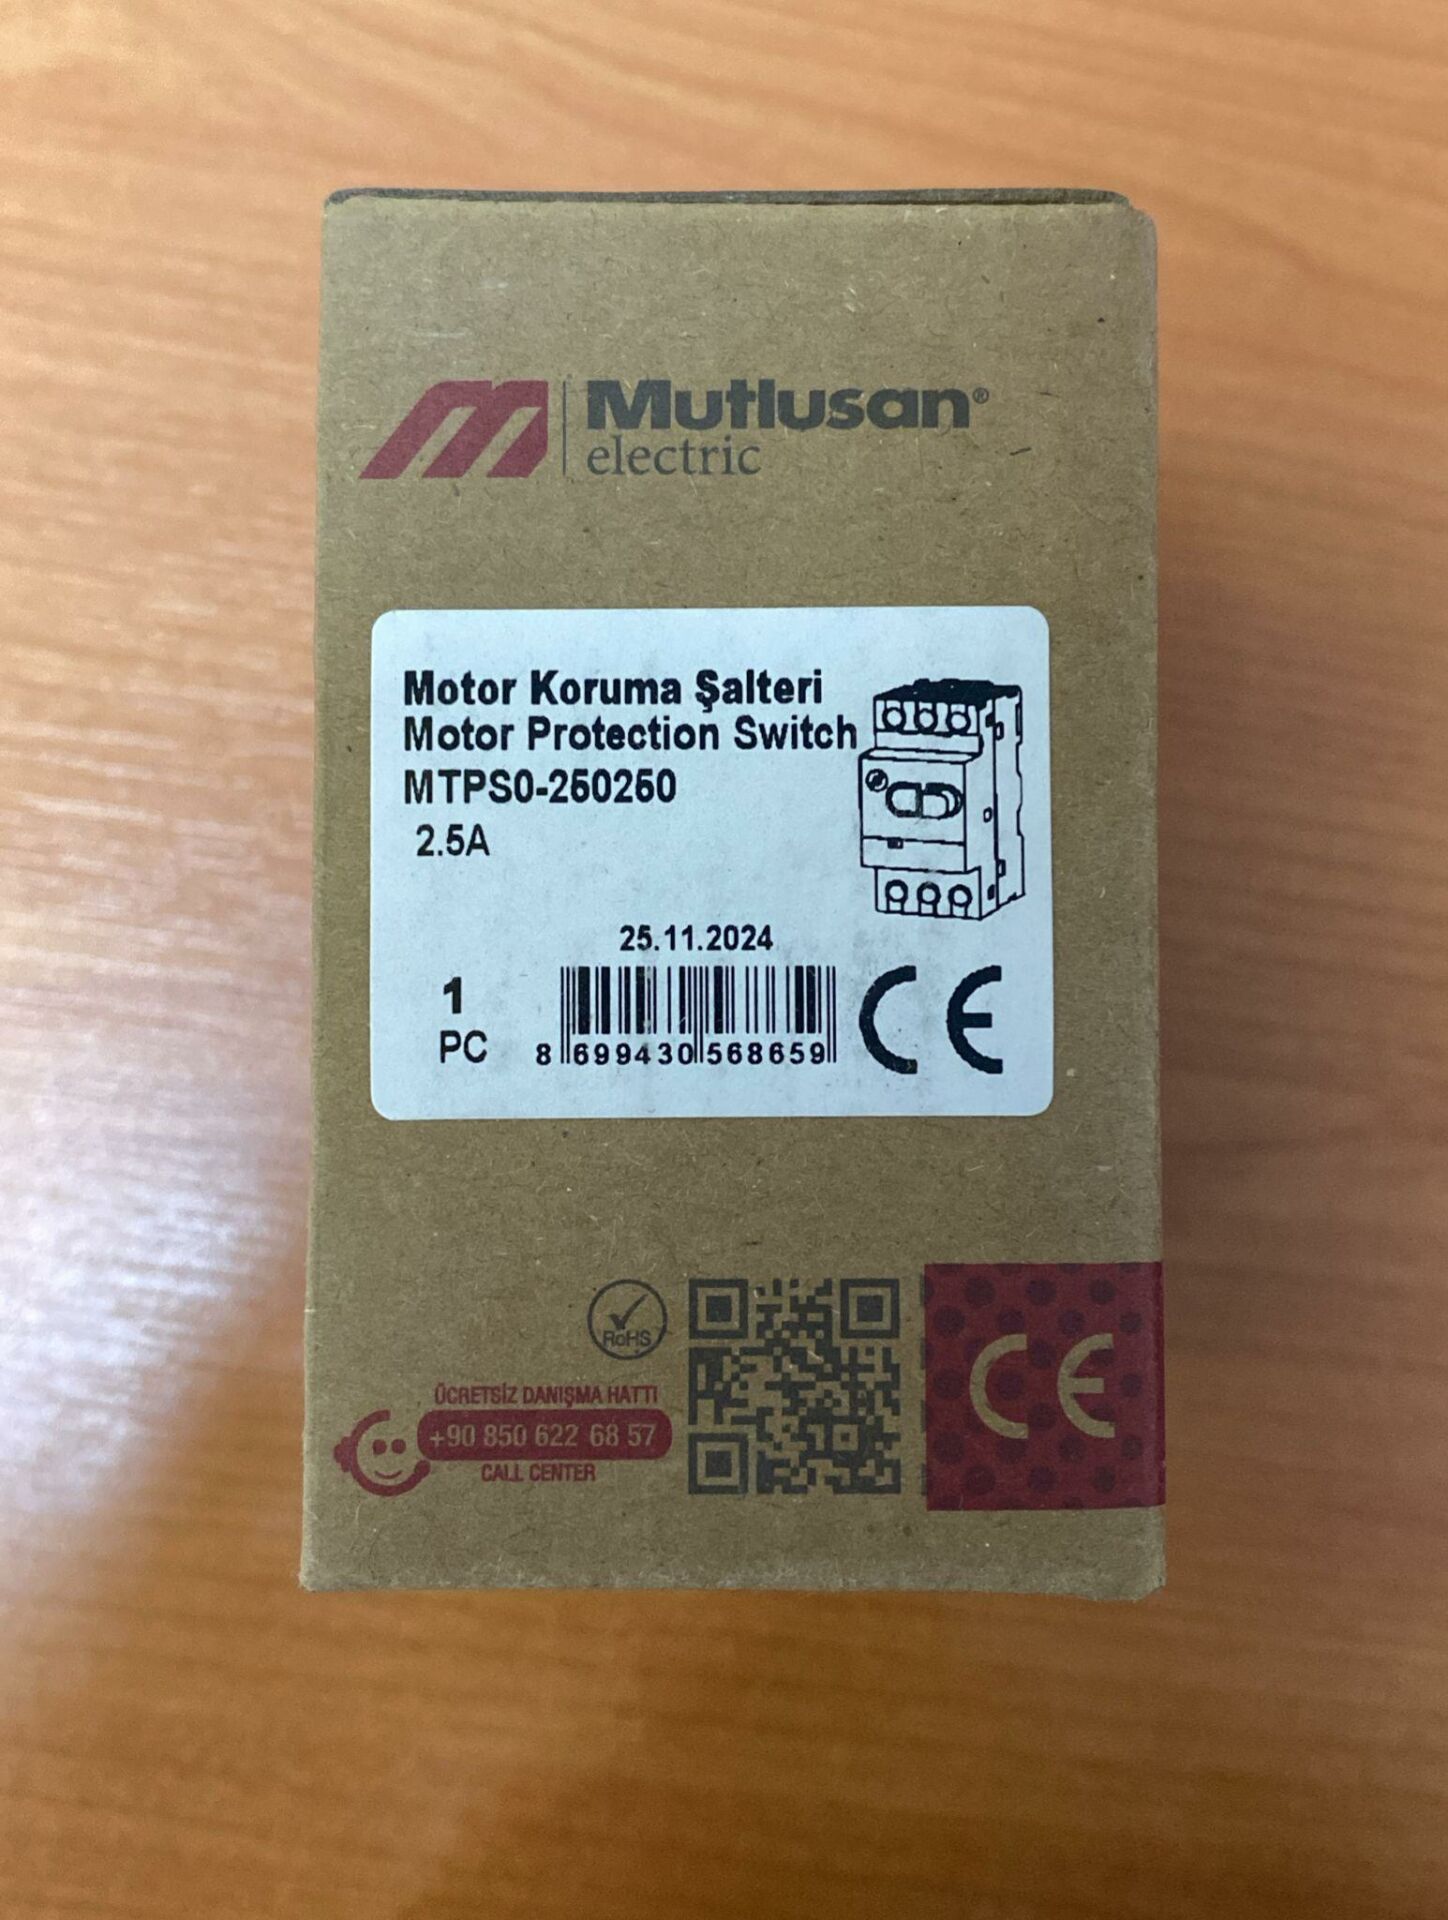 Mutlusan®
electric
Motor Koruma Şalteri
Motor Protection Switch
MTPS0-250250
2.5A
25.11.2024
1
PC
8 699430 568659
CE
RoHS
ÜCRETSİZ DANIŞMA HATTI
+90 850 622 68 57
CALL CENTER
CE